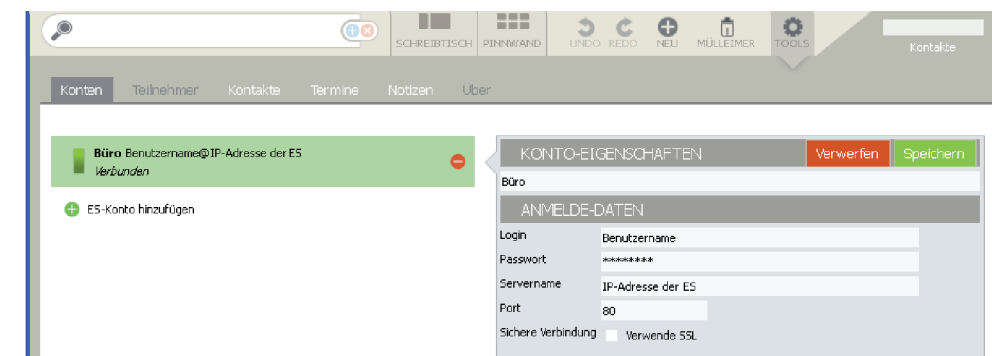 SCHREIBTISCH PINNWAND UNDO REDO NEU MÜLLEIMER TOOLS Kontakte
Konten Teilnehmer Kontakte Termine Notizen Über
Büro Benutzername@IP-Adresse der ES
Verbunden
ES-Konto hinzufügen
KONTO-EIGENSCHAFTEN Verwerfen Speichern
Büro
ANMELDE-DATEN
Login Benutzername
Passwort ********
Servername IP-Adresse der ES
Port 80
Sichere Verbindung Verwende SSL